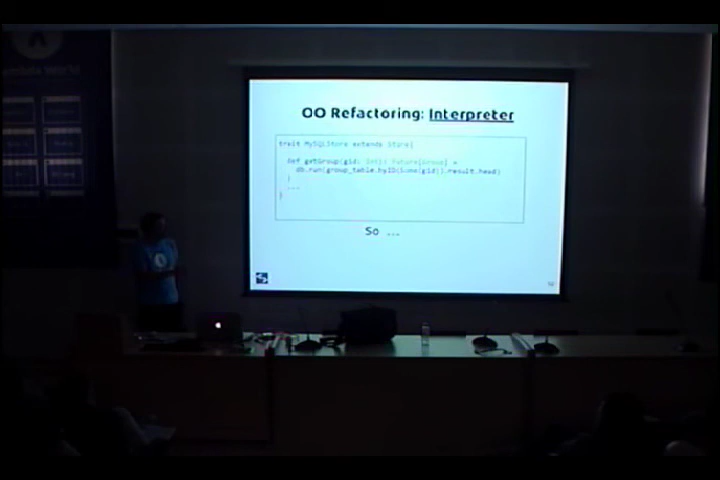 OO Refactoring: Interpreter
trait MySQLStore extends Store{
def getGroup(gid: Int): Future[Group] =
db.run(group_table.byID(Some(gid)).result.head)
}
...
}
So ...